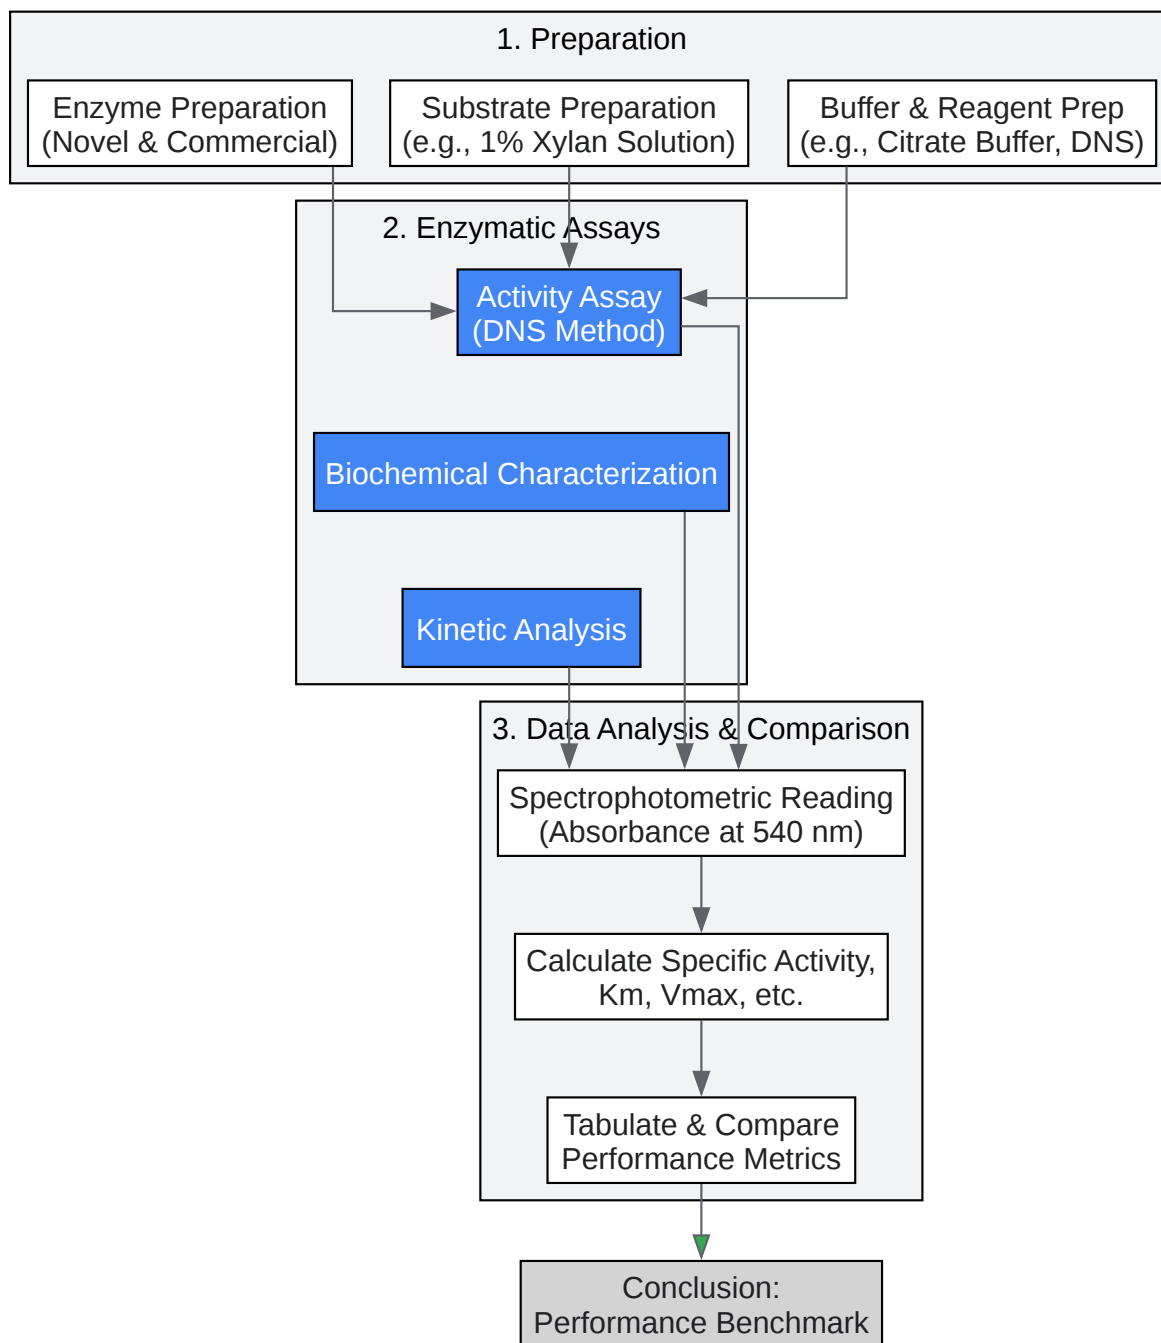 1. Preparation
Enzyme Preparation
(Novel & Commercial)
Substrate Preparation
(e.g., 1% Xylan Solution)
Buffer & Reagent Prep
(e.g., Citrate Buffer, DNS)
2. Enzymatic Assays
Activity Assay
(DNS Method)
Biochemical Characterization
Kinetic Analysis
3. Data Analysis & Comparison
Spectrophotometric Reading
(Absorbance at 540 nm)
Calculate Specific Activity,
Km, Vmax, etc.
Tabulate & Compare
Performance Metrics
Conclusion:
Performance Benchmark